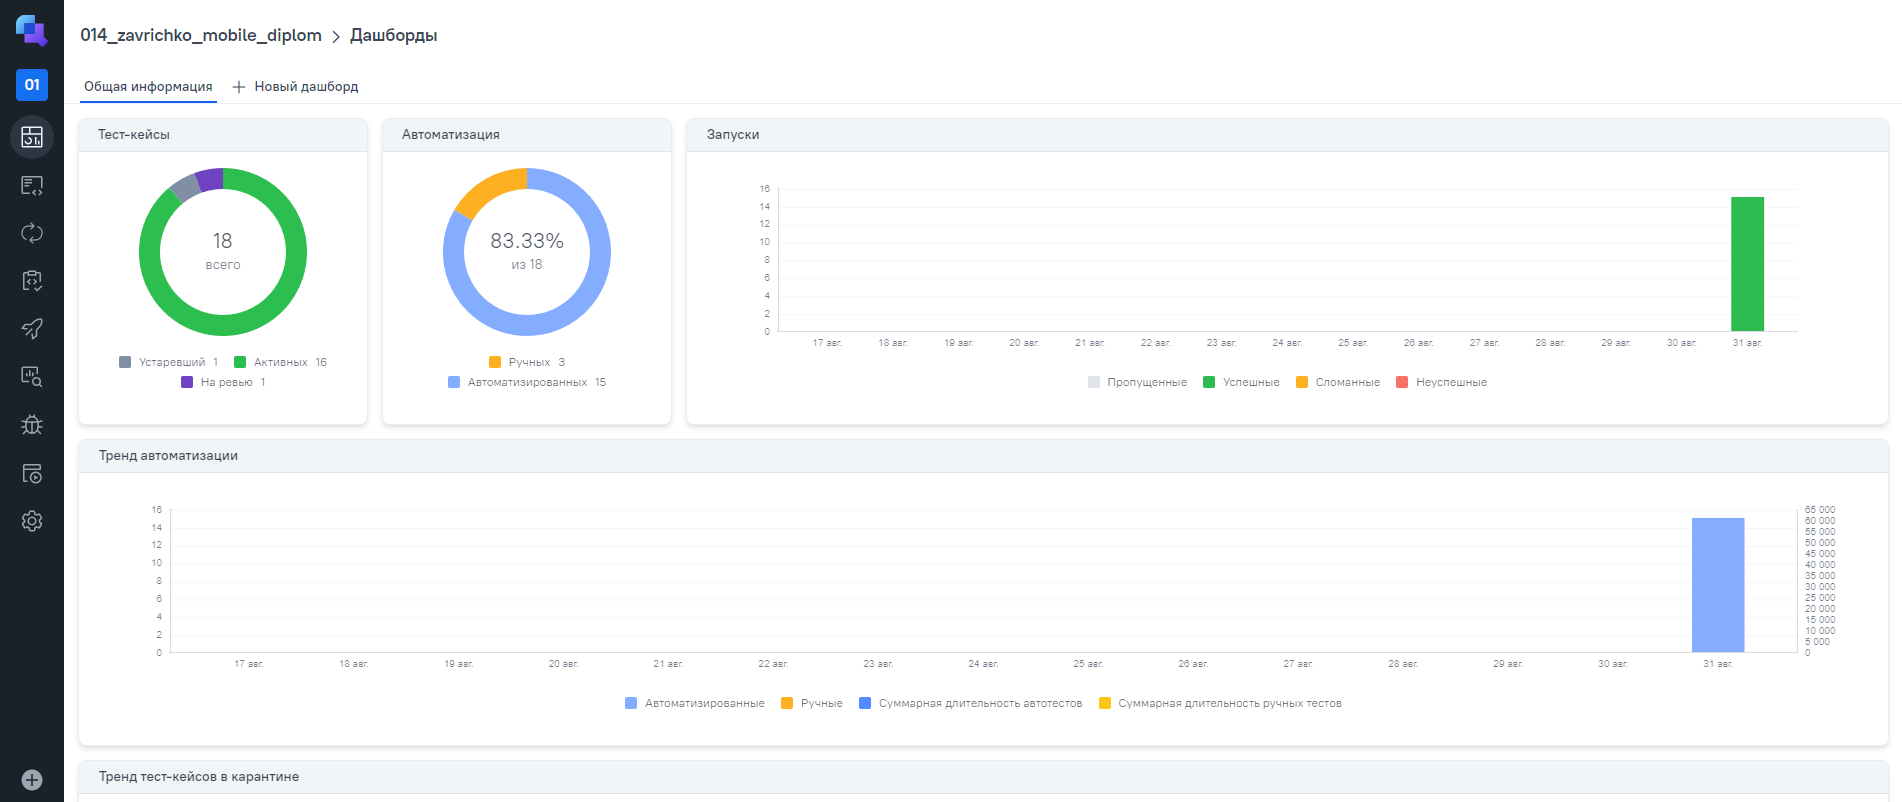 014_zavrichko_mobile_diplom > Дашборды
01
Общая информация + Новый дашборд
Тест-кейсы
18
всего
Устаревший 1 Активных 16
На ревью 1
Автоматизация
83.33%
из 18
Ручных 3
Автоматизированных 15
Запуски
16
14
12
10
8
6
4
2
0
17 авг. 18 авг. 19 авг. 20 авг. 21 авг. 22 авг. 23 авг. 24 авг. 25 авг. 26 авг. 27 авг. 28 авг. 29 авг. 30 авг. 31 авг.
Пропущенные Успешные Сломанные Неуспешные
Тренд автоматизации
16
14
12
10
8
6
4
2
0
65 000
60 000
55 000
50 000
45 000
40 000
35 000
30 000
25 000
20 000
15 000
10 000
5 000
0
17 авг. 18 авг. 19 авг. 20 авг. 21 авг. 22 авг. 23 авг. 24 авг. 25 авг. 26 авг. 27 авг. 28 авг. 29 авг. 30 авг. 31 авг.
Автоматизированные Ручные Суммарная длительность автотестов Суммарная длительность ручных тестов
Тренд тест-кейсов в карантине